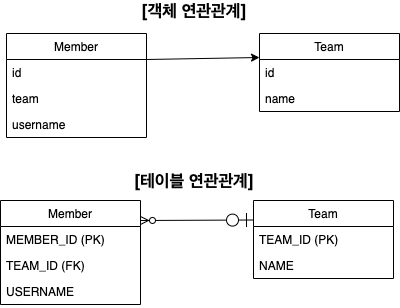 [객체 연관관계]
Member
id
team
username
Team
id
name
[테이블 연관관계]
Member
MEMBER_ID (PK)
TEAM_ID (FK)
USERNAME
Team
TEAM_ID (PK)
NAME